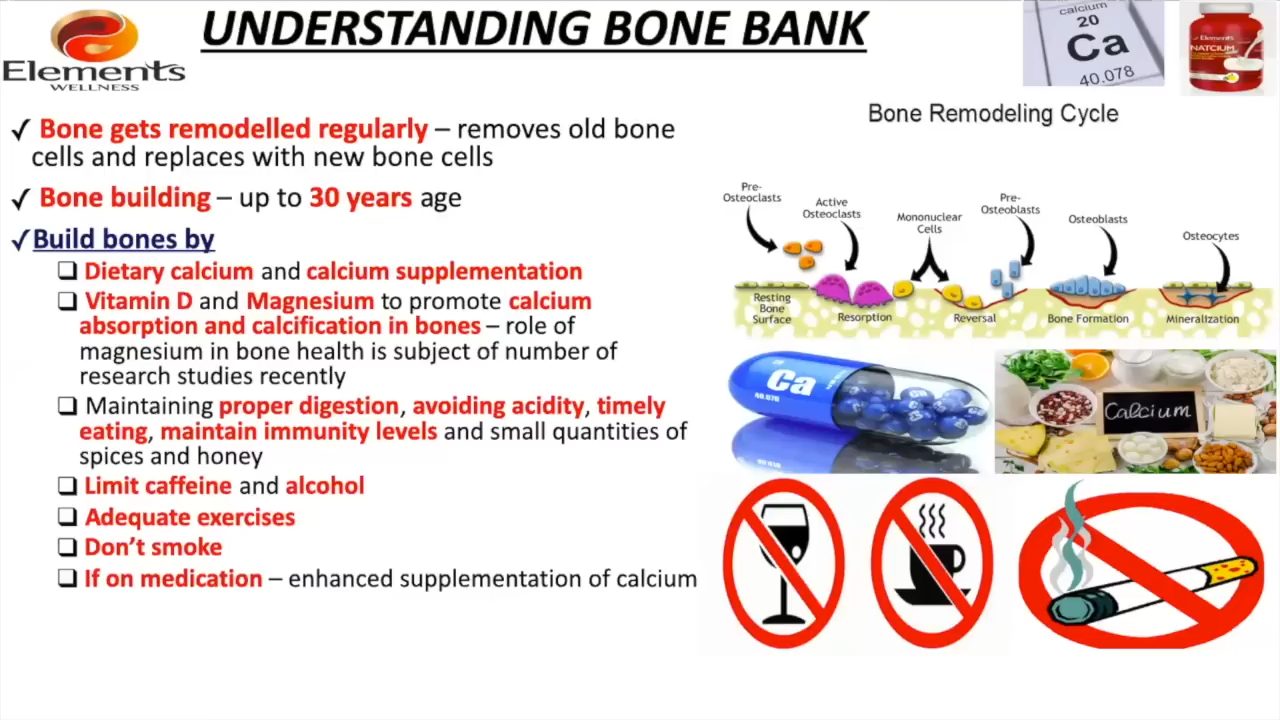 UNDERSTANDING BONE BANK
Elements
WELLNESS
calcium
20
Ca
40.078
Elements
NATCIUM
✓ Bone gets remodelled regularly – removes old bone
cells and replaces with new bone cells
✓ Bone building – up to 30 years age
✓ Build bones by
❑ Dietary calcium and calcium supplementation
❑ Vitamin D and Magnesium to promote calcium
absorption and calcification in bones – role of
magnesium in bone health is subject of number of
research studies recently
❑ Maintaining proper digestion, avoiding acidity, timely
eating, maintain immunity levels and small quantities of
spices and honey
❑ Limit caffeine and alcohol
❑ Adequate exercises
❑ Don't smoke
❑ If on medication – enhanced supplementation of calcium
Bone Remodeling Cycle
Pre-
Osteoclasts
Active
Osteoclasts
Mononuclear
Cells
Pre-
Osteoblasts
Osteoblasts
Osteocytes
Resting
Bone
Surface
Resorption
Reversal
Bone Formation
Mineralization
Ca
40.078
Calcium